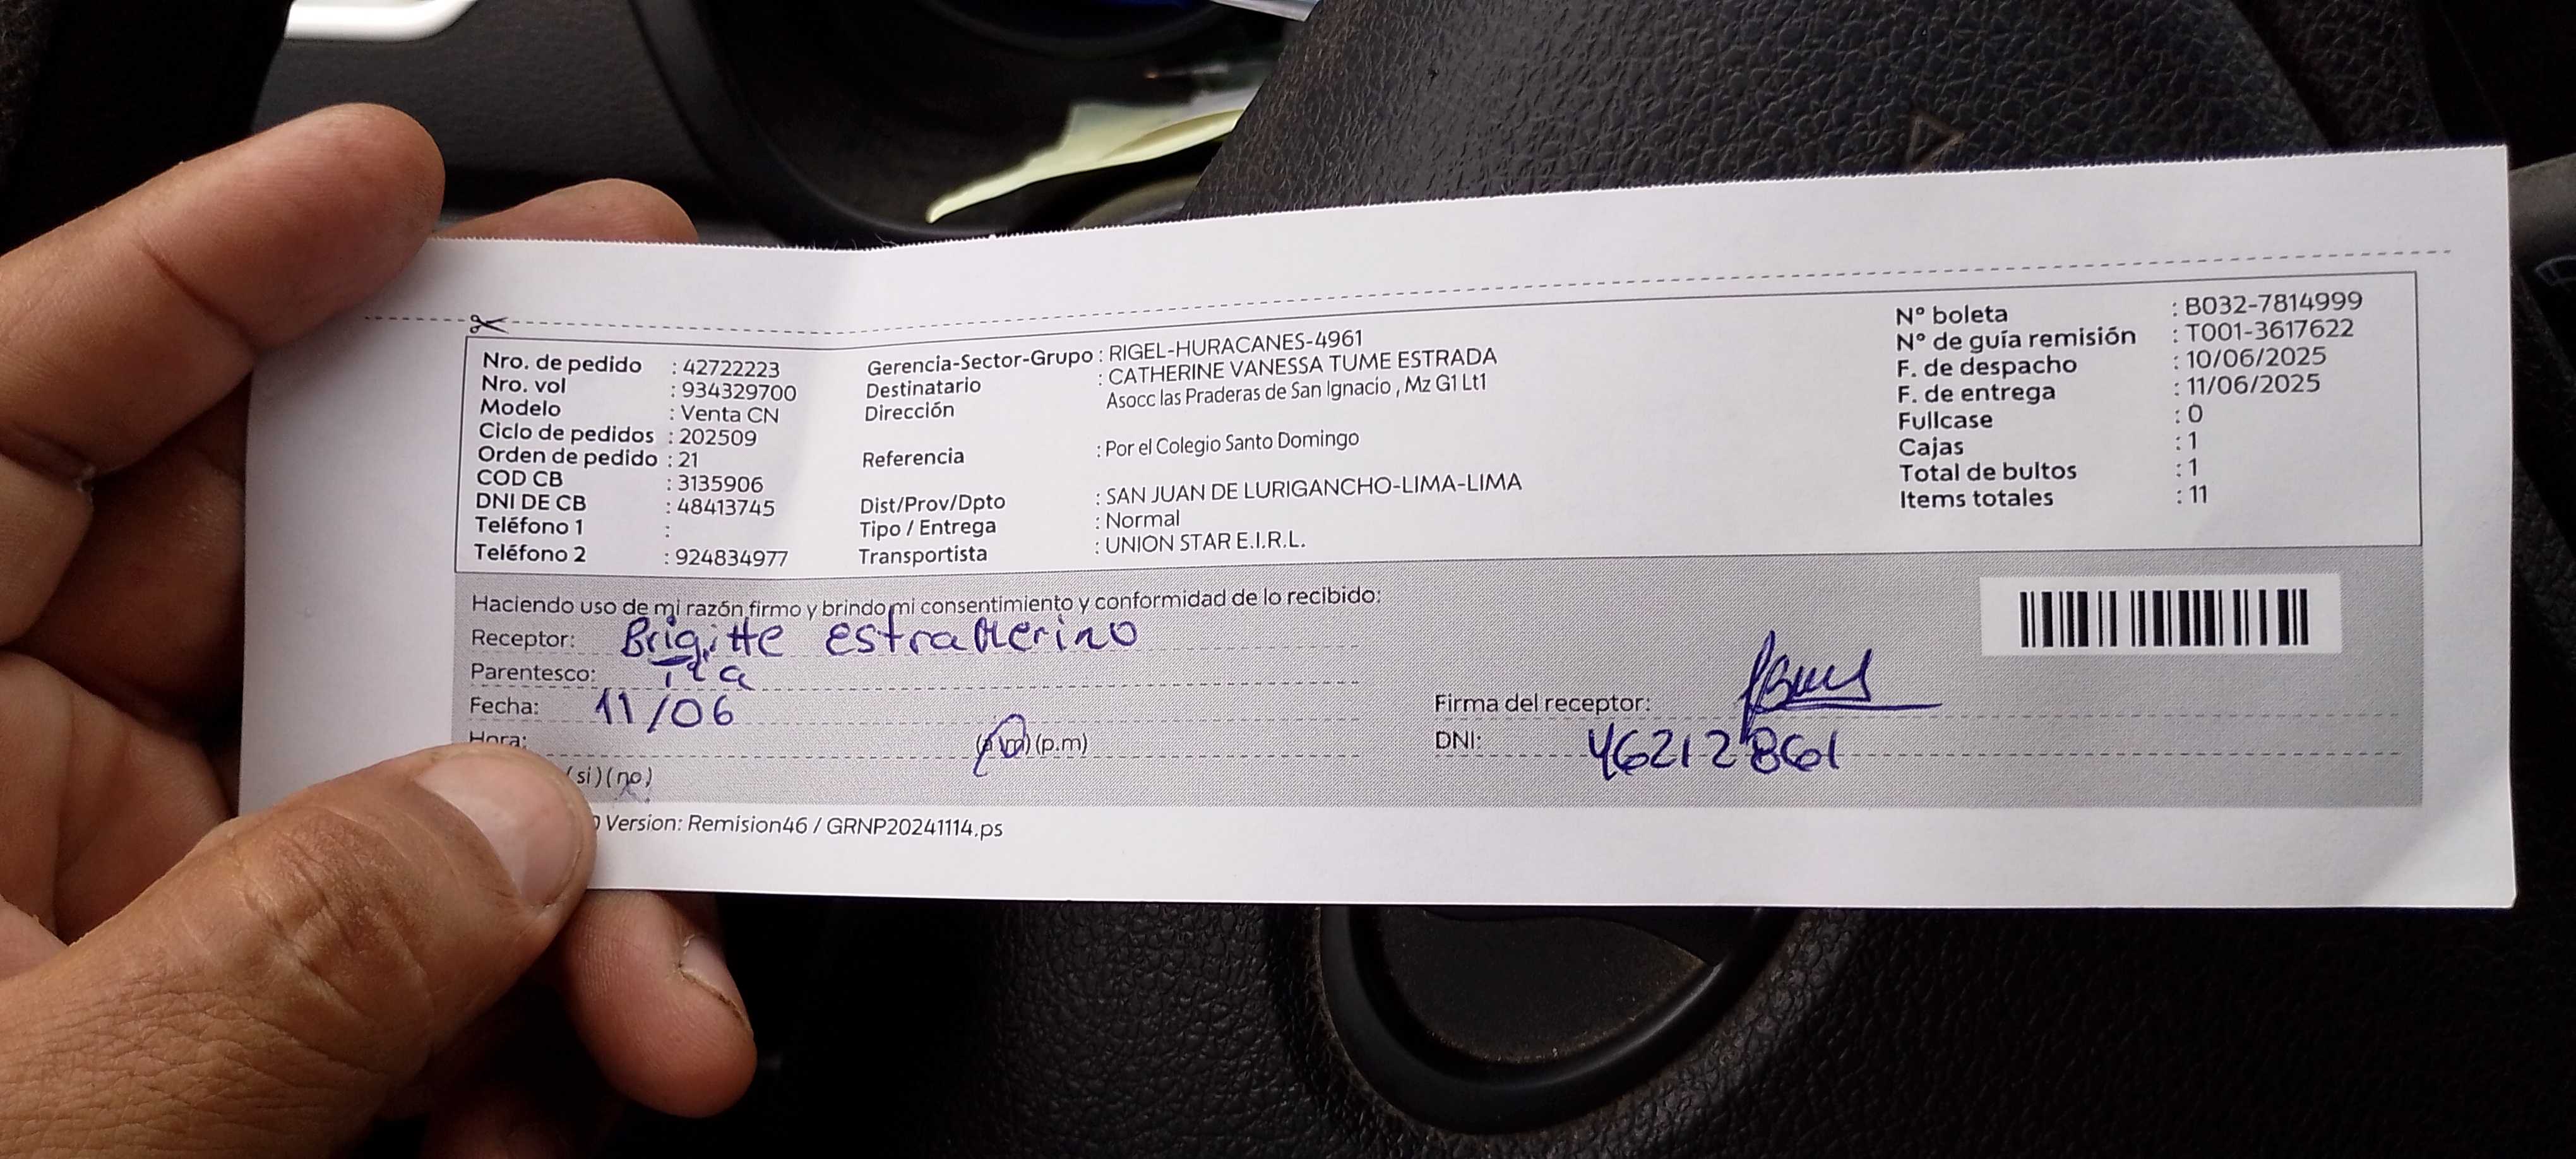 Nro. de pedido : 42722223
Nro. vol : 934329700
Modelo : Venta CN
Ciclo de pedidos : 202509
Orden de pedido : 21
COD CB : 3135906
DNI DE CB : 48413745
Teléfono 1 :
Teléfono 2 : 924834977
Gerencia-Sector-Grupo : RIGEL-HURACANES-4961
Destinatario : CATHERINE VANESSA TUME ESTRADA
Dirección Asocc las Praderas de San Ignacio , Mz G1 Lt1
Referencia : Por el Colegio Santo Domingo
Dist/Prov/Dpto : SAN JUAN DE LURIGANCHO-LIMA-LIMA
Tipo / Entrega : Normal
Transportista : UNION STAR E.I.R.L.
N° boleta : B032-7814999
N° de guía remisión : T001-3617622
F. de despacho : 10/06/2025
F. de entrega : 11/06/2025
Fullcase : 0
Cajas : 1
Total de bultos : 1
Items totales : 11
Haciendo uso de mi razón firmo y brindo mi consentimiento y conformidad de lo recibido:
Receptor: Brigitte
Parentesco: tia
Fecha: 11/06
Hora: (a.m) (p.m)
(si) (no)
Firma del receptor:
DNI: 46212861
Version: Remision46 / GRNP20241114.ps